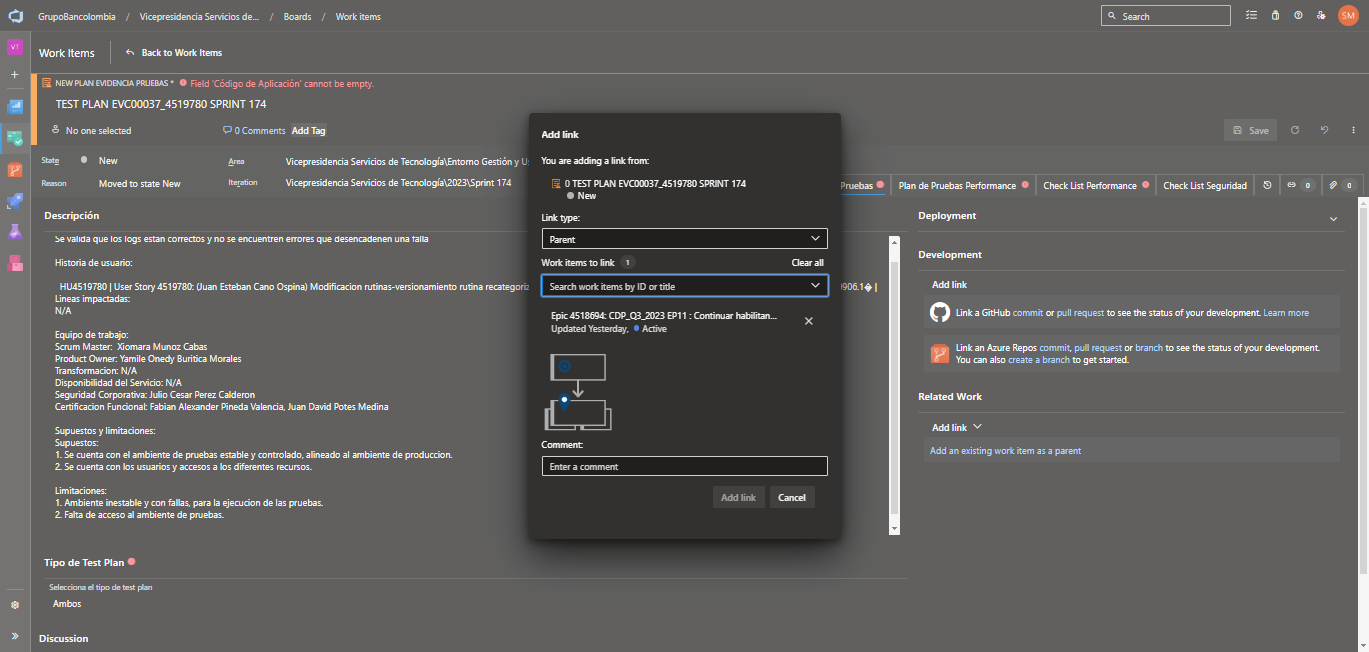 GrupoBancolombia / Vicepresidencia Servicios de... / Boards / Work items
Search
SM
VT
Work Items
Back to Work Items
NEW PLAN EVIDENCIA PRUEBAS * Field 'Código de Aplicación' cannot be empty.
TEST PLAN EVC00037_4519780 SPRINT 174
No one selected
0 Comments
Add Tag
Save
State
New
Area
Vicepresidencia Servicios de Tecnología\Entorno Gestión y
Reason
Moved to state New
Iteration
Vicepresidencia Servicios de Tecnología\2023\Sprint 174
Pruebas
Plan de Pruebas Performance
Check List Performance
Check List Seguridad
0
0
Descripción
Se valida que los logs estan correctos y no se encuentren errores que desencadenen una falla
Historia de usuario:
HU4519780 | User Story 4519780: (Juan Esteban Cano Ospina) Modificacion rutinas-versionamiento rutina recategoriz
0906.1� |
Lineas impactadas:
N/A
Equipo de trabajo:
Scrum Master: Xiomara Munoz Cabas
Product Owner: Yamile Onedy Buritica Morales
Transformacion: N/A
Disponibilidad del Servicio: N/A
Seguridad Corporativa: Julio Cesar Perez Calderon
Certificacion Funcional: Fabian Alexander Pineda Valencia, Juan David Potes Medina
Supuestos y limitaciones:
Supuestos:
1. Se cuenta con el ambiente de pruebas estable y controlado, alineado al ambiente de produccion.
2. Se cuenta con los usuarios y accesos a los diferentes recursos.
Limitaciones:
1. Ambiente inestable y con fallas, para la ejecucion de las pruebas.
2. Falta de acceso al ambiente de pruebas.
Tipo de Test Plan
Selecciona el tipo de test plan
Ambos
Discussion
Add link
You are adding a link from:
0 TEST PLAN EVC00037_4519780 SPRINT 174
New
Link type:
Parent
Work items to link 1
Clear all
Search work items by ID or title
Epic 4518694: CDP_Q3_2023 EP11 : Continuar habilitan...
Updated Yesterday, Active
Comment:
Enter a comment
Add link
Cancel
Deployment
Development
Add link
Link a GitHub commit or pull request to see the status of your development. Learn more
Link an Azure Repos commit, pull request or branch to see the status of your development.
You can also create a branch to get started.
Related Work
Add link
Add an existing work item as a parent